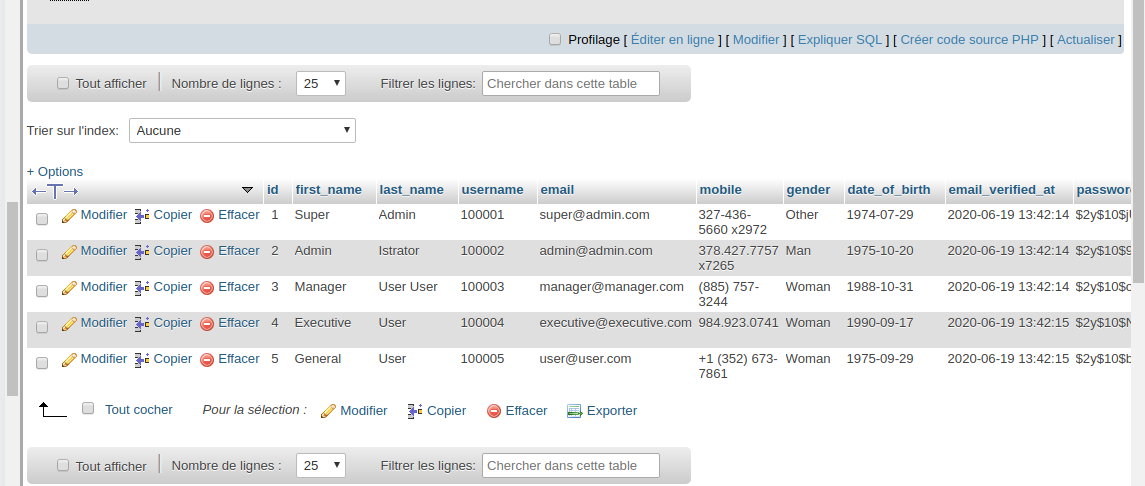 Profilage [ Éditer en ligne ] [ Modifier ] [ Expliquer SQL ] [ Créer code source PHP ] [ Actualiser ]
Tout afficher Nombre de lignes : 25 Filtrer les lignes: Chercher dans cette table
Trier sur l'index: Aucune
+ Options
id first_name last_name username email mobile gender date_of_birth email_verified_at password
Modifier Copier Effacer 1 Super Admin 100001 super@admin.com 327-436- Other 1974-07-29 2020-06-19 13:42:14 $2y$10$j
5660 x2972
Modifier Copier Effacer 2 Admin Istrator 100002 admin@admin.com 378.427.7757 Man 1975-10-20 2020-06-19 13:42:14 $2y$10$9
x7265
Modifier Copier Effacer 3 Manager User User 100003 manager@manager.com (885) 757- Woman 1988-10-31 2020-06-19 13:42:14 $2y$10$
3244
Modifier Copier Effacer 4 Executive User 100004 executive@executive.com 984.923.0741 Woman 1990-09-17 2020-06-19 13:42:15 $2y$10$
Modifier Copier Effacer 5 General User 100005 user@user.com +1 (352) 673- Woman 1975-09-29 2020-06-19 13:42:15 $2y$10$
7861
Tout cocher Pour la sélection : Modifier Copier Effacer Exporter
Tout afficher Nombre de lignes : 25 Filtrer les lignes: Chercher dans cette table